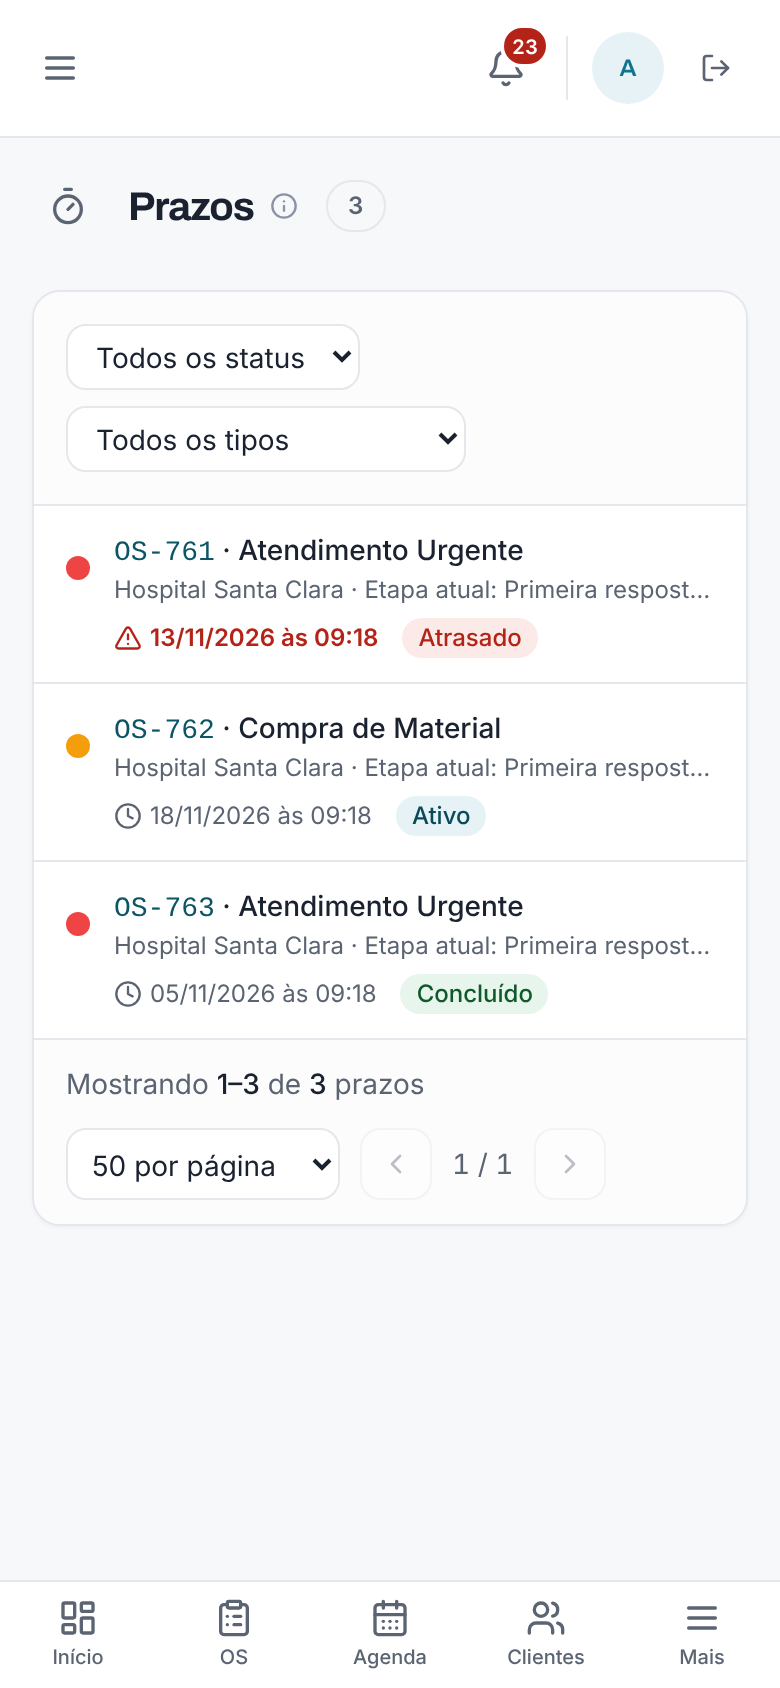 23
A
Prazos
3
Todos os status
Todos os tipos
OS-761 · Atendimento Urgente
Hospital Santa Clara · Etapa atual: Primeira respost...
13/11/2026 às 09:18 Atrasado
OS-762 · Compra de Material
Hospital Santa Clara · Etapa atual: Primeira respost...
18/11/2026 às 09:18 Ativo
OS-763 · Atendimento Urgente
Hospital Santa Clara · Etapa atual: Primeira respost...
05/11/2026 às 09:18 Concluído
Mostrando 1–3 de 3 prazos
50 por página 1 / 1
Início OS Agenda Clientes Mais